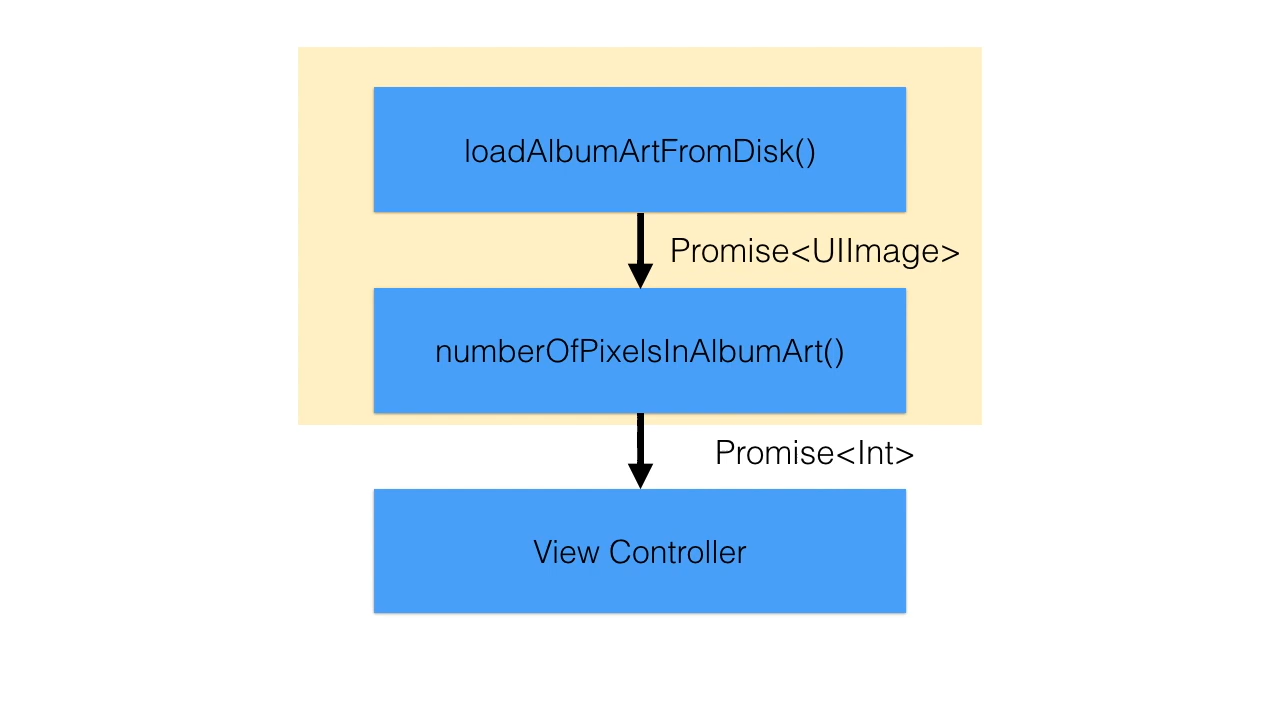 loadAlbumArtFromDisk()
Promise<UIImage>
numberOfPixelsInAlbumArt()
Promise<Int>
View Controller